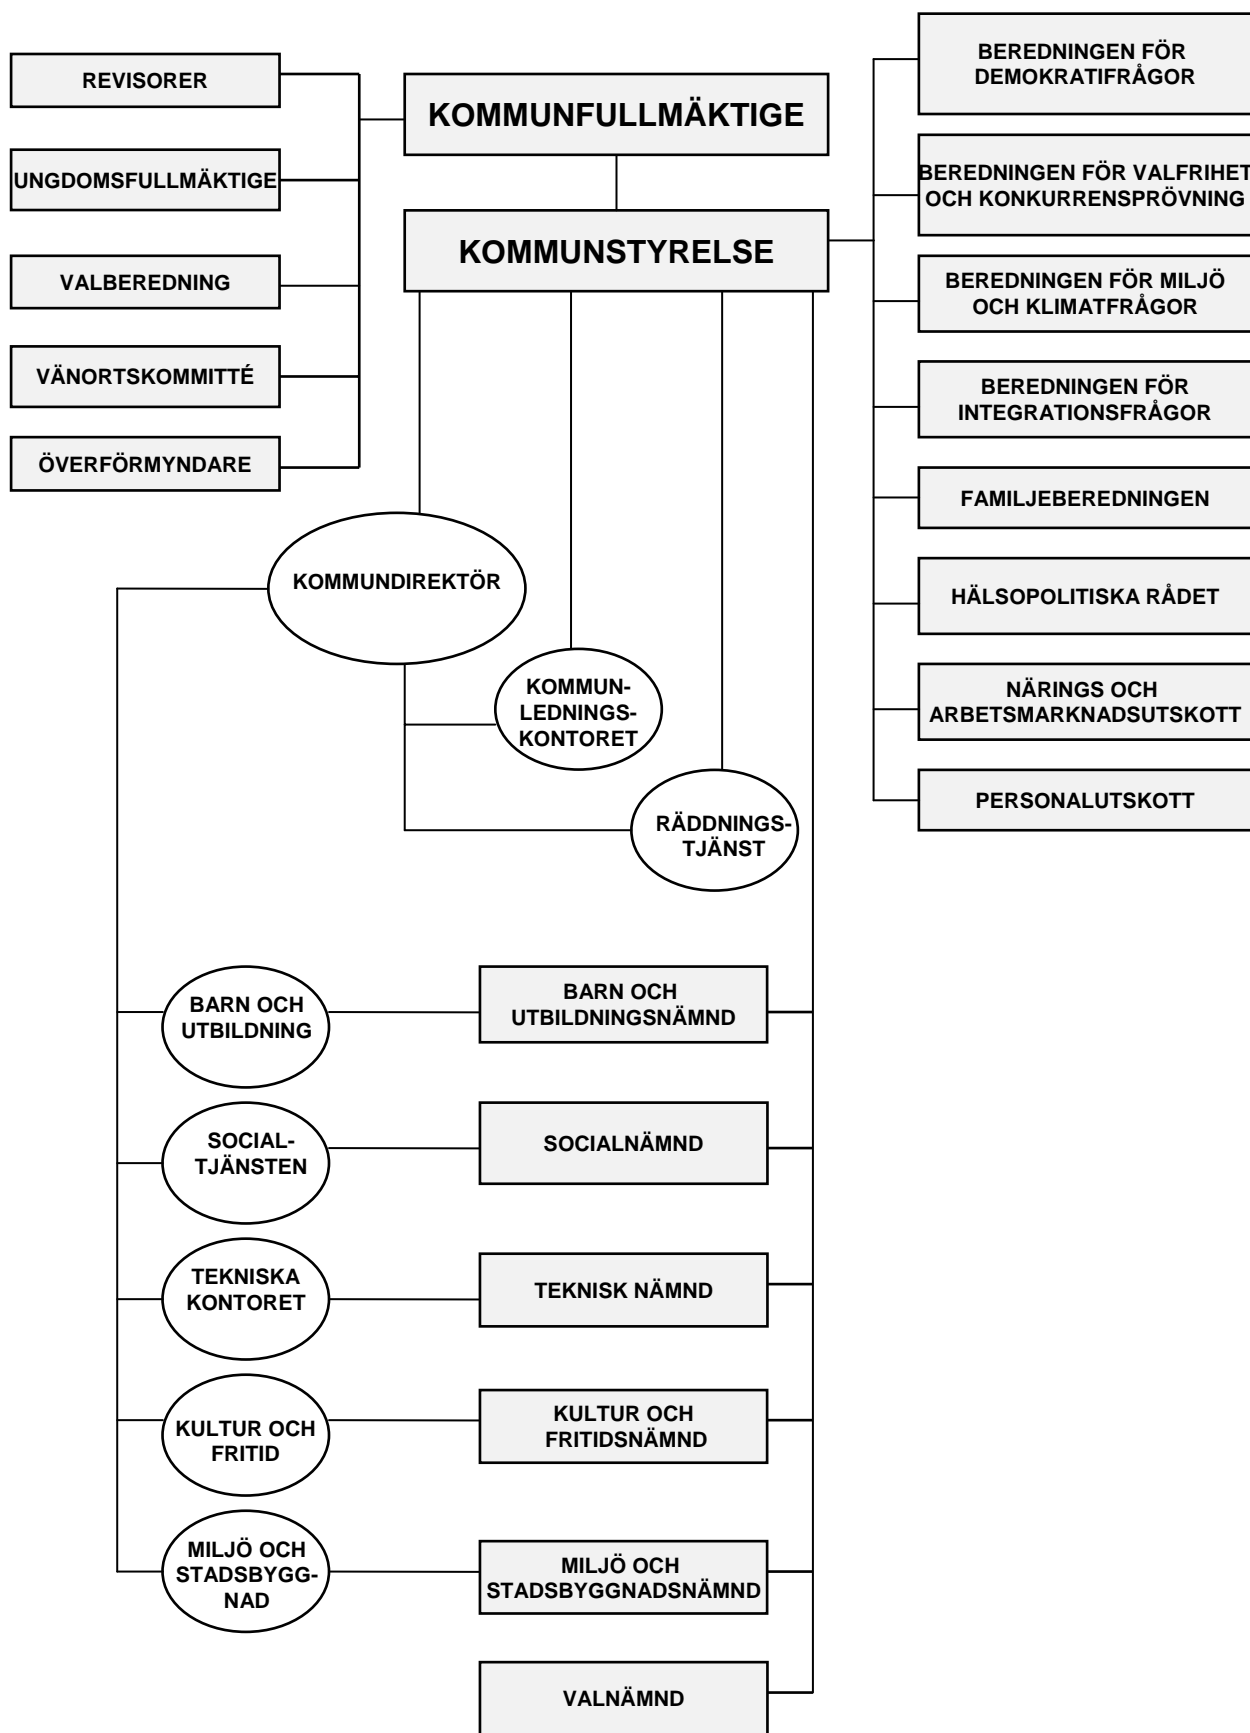 REVISORER
UNGDOMSFULLMÄKTIGE
VALBEREDNING
VÄNORTSKOMMITTÉ
ÖVERFÖRMYNDARE
KOMMUNFULLMÄKTIGE
KOMMUNSTYRELSE
BEREDNINGEN FÖR
DEMOKRATIFRÅGOR
BEREDNINGEN FÖR VALFRIHET
OCH KONKURRENSPRÖVNING
BEREDNINGEN FÖR MILJÖ
OCH KLIMATFRÅGOR
BEREDNINGEN FÖR
INTEGRATIONSFRÅGOR
FAMILJEBEREDNINGEN
HÄLSOPOLITISKA RÅDET
NÄRINGS OCH
ARBETSMARKNADSUTSKOTT
PERSONALUTSKOTT
KOMMUNDIREKTÖR
KOMMUN-
LEDNINGS-
KONTORET
RÄDDNINGS-
TJÄNST
BARN OCH
UTBILDNING
BARN OCH
UTBILDNINGSNÄMND
SOCIAL-
TJÄNSTEN
SOCIALNÄMND
TEKNISKA
KONTORET
TEKNISK NÄMND
KULTUR OCH
FRITID
KULTUR OCH
FRITIDSNÄMND
MILJÖ OCH
STADSBYGG-
NAD
MILJÖ OCH
STADSBYGGNADSNÄMND
VALNÄMND